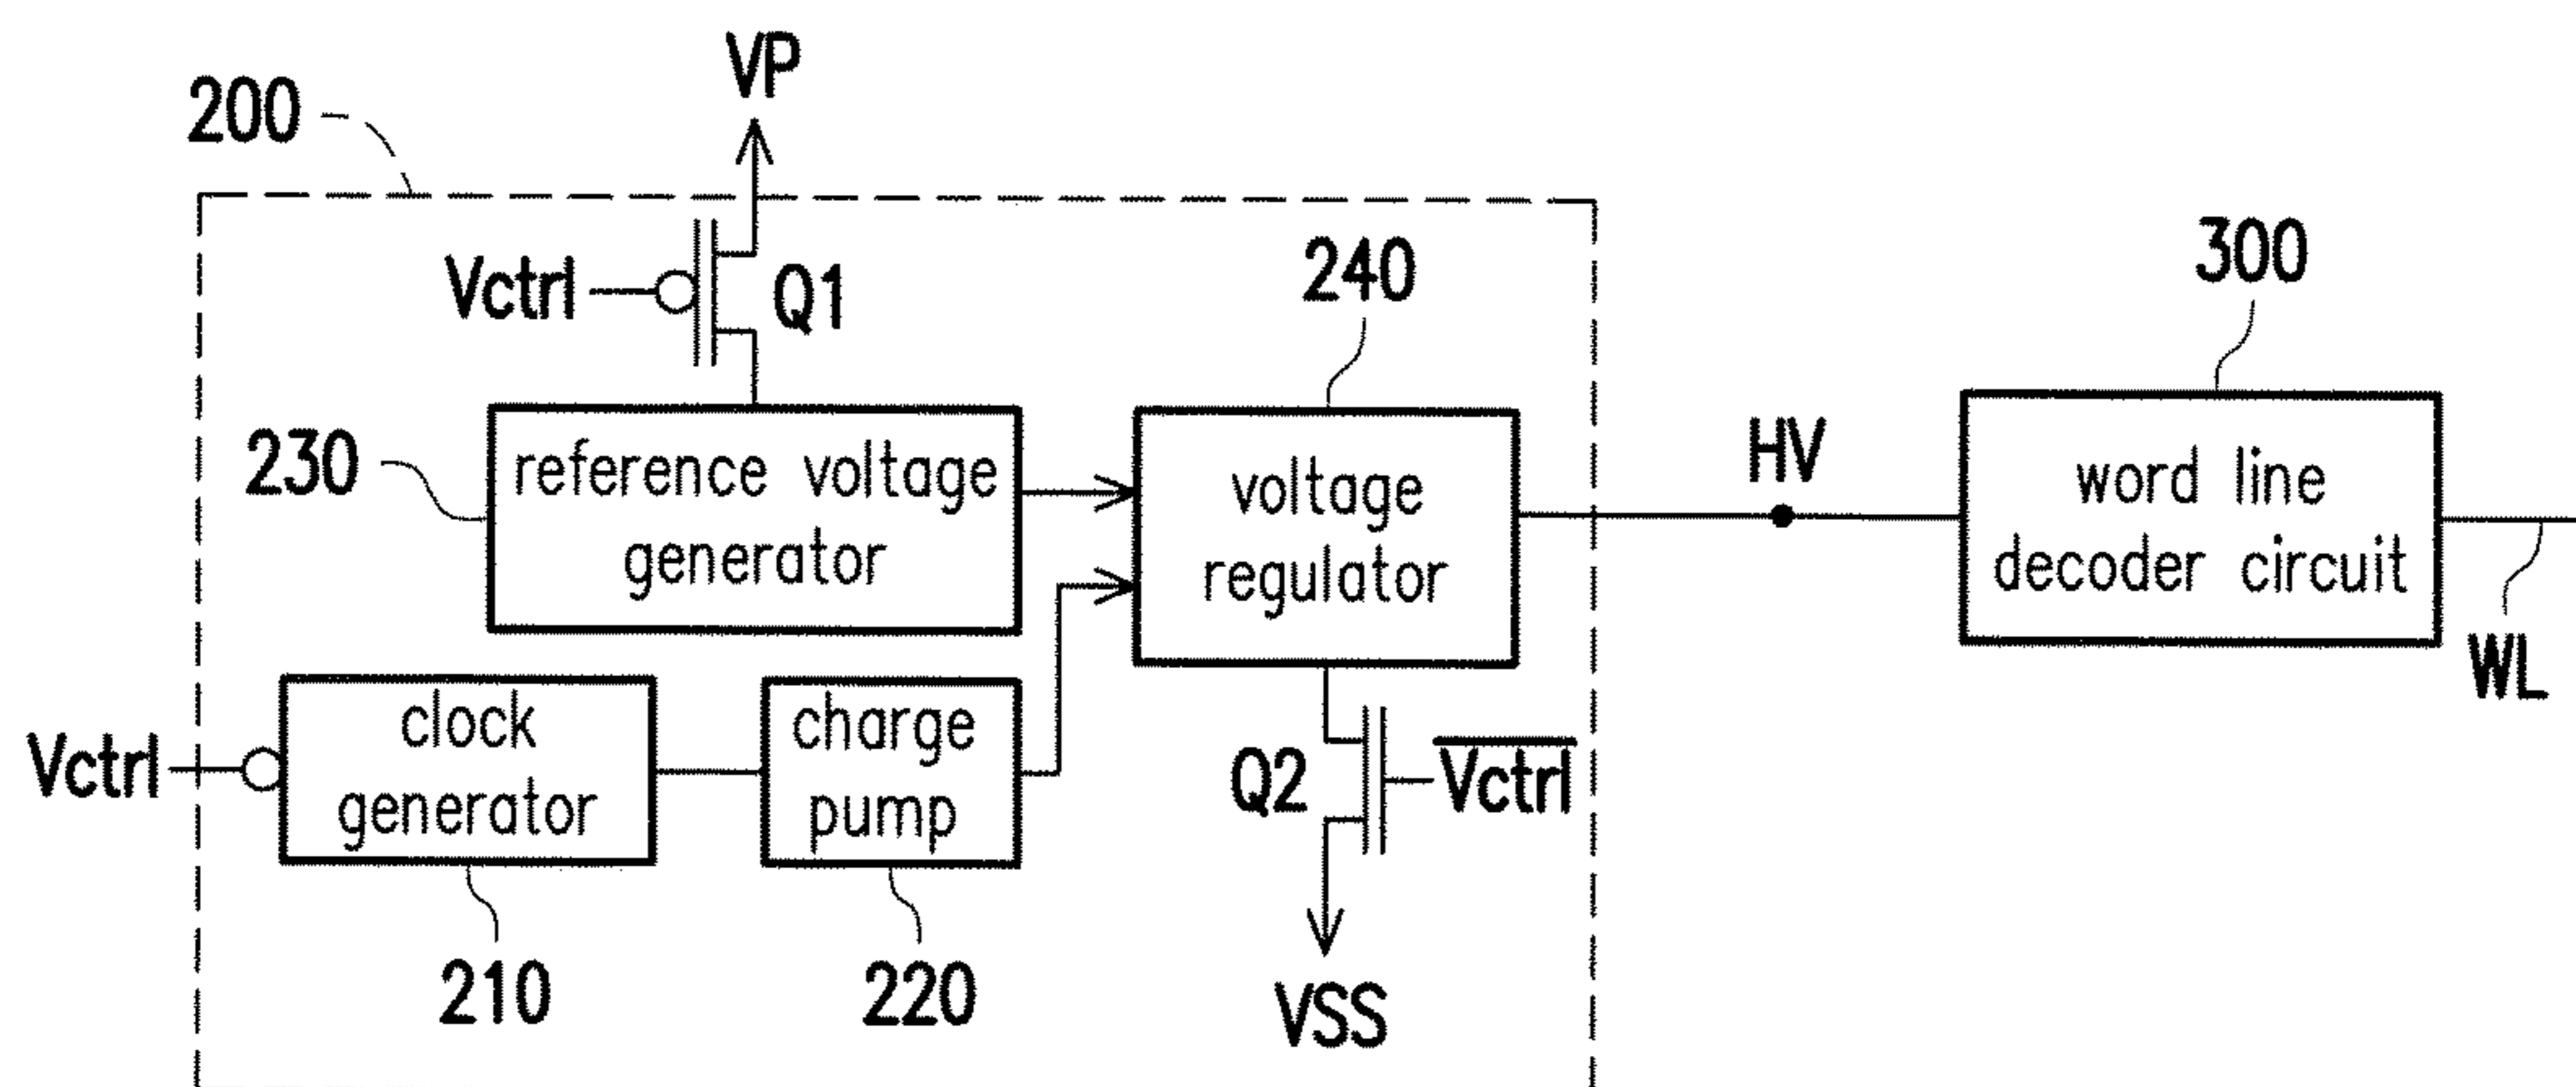 VP
200
Vctrl
Q1
240
300
230
reference voltage
generator
voltage
regulator
HV
word line
decoder circuit
WL
Vctrl
clock
generator
charge
pump
Q2
V̅c̅t̅r̅l̅
210
220
VSS